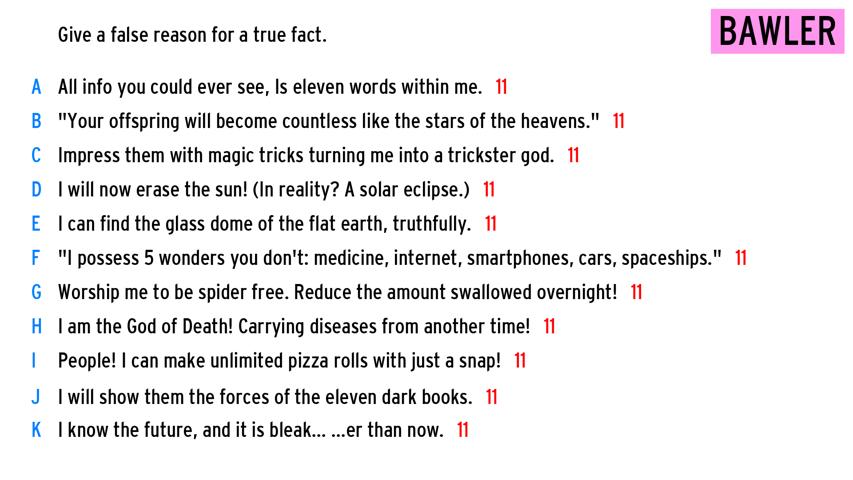 Give a false reason for a true fact.
BAWLER
A All info you could ever see, Is eleven words within me. 11
B "Your offspring will become countless like the stars of the heavens." 11
C Impress them with magic tricks turning me into a trickster god. 11
D I will now erase the sun! (In reality? A solar eclipse.) 11
E I can find the glass dome of the flat earth, truthfully. 11
F "I possess 5 wonders you don't: medicine, internet, smartphones, cars, spaceships." 11
G Worship me to be spider free. Reduce the amount swallowed overnight! 11
H I am the God of Death! Carrying diseases from another time! 11
I People! I can make unlimited pizza rolls with just a snap! 11
J I will show them the forces of the eleven dark books. 11
K I know the future, and it is bleak... ...er than now. 11